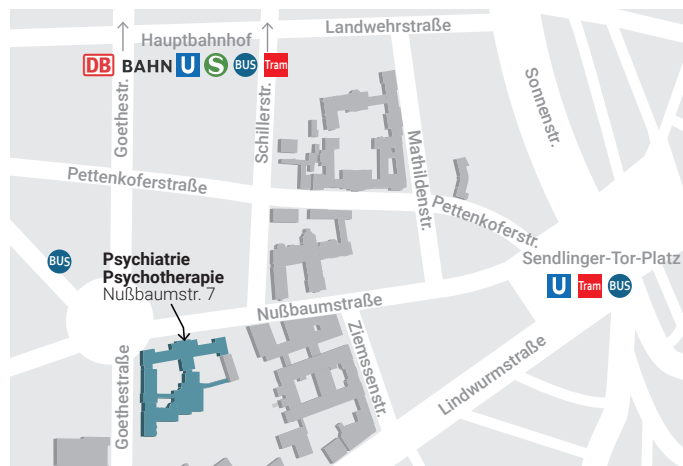 Landwehrstraße
Hauptbahnhof
DB BAHN U S BUS Tram
Goethestr.
Schillerstr.
Sonnenstr.
Mathildenstr.
Pettenkoferstraße
Pettenkoferstr.
BUS
Psychiatrie
Psychotherapie
Nußbaumstr. 7
Sendlinger-Tor-Platz
U Tram BUS
Nußbaumstraße
Ziemssenstr.
Lindwurmstraße
Goethestraße